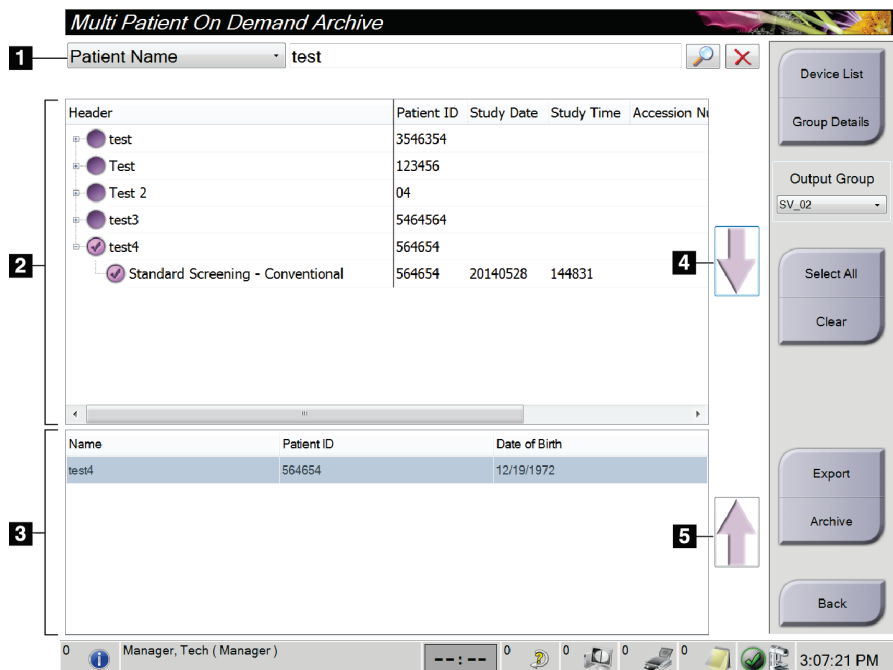 Multi Patient On Demand Archive
1 Patient Name test
Device List
Group Details
Output Group
SV_02
Select All
Clear
Export
Archive
Back
2
Header Patient ID Study Date Study Time Accession Nu
test 3546354
Test 123456
Test 2 04
test3 5464564
test4 564654
Standard Screening - Conventional 564654 20140528 144831
4
3
Name Patient ID Date of Birth
test4 564654 12/19/1972
5
0 Manager, Tech ( Manager ) --:-- 0 0 0 0 3:07:21 PM